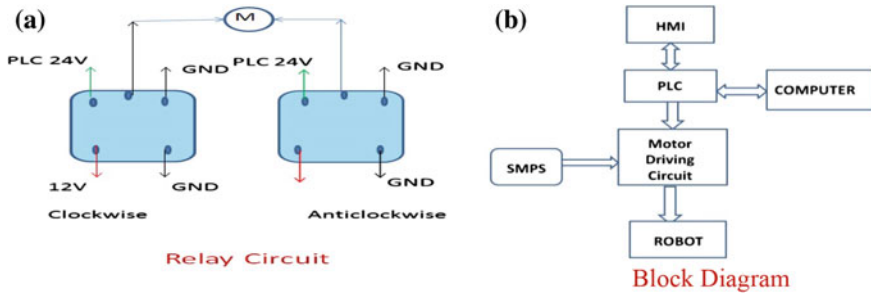 (a)
M
PLC 24V
GND
PLC 24V
GND
12V
GND
GND
Clockwise
Anticlockwise
Relay Circuit
(b)
HMI
PLC
COMPUTER
Motor
Driving
Circuit
SMPS
ROBOT
Block Diagram